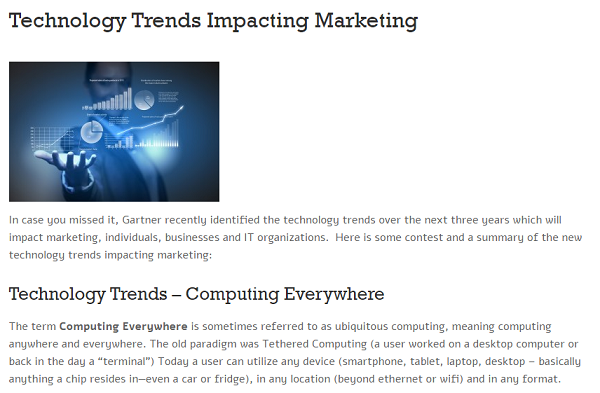 Technology Trends Impacting Marketing
In case you missed it, Gartner recently identified the technology trends over the next three years which will
impact marketing, individuals, businesses and IT organizations.  Here is some contest and a summary of the new
technology trends impacting marketing:
Technology Trends – Computing Everywhere
The term Computing Everywhere is sometimes referred to as ubiquitous computing, meaning computing
anywhere and everywhere. The old paradigm was Tethered Computing (a user worked on a desktop computer or
back in the day a “terminal”) Today a user can utilize any device (smartphone, tablet, laptop, desktop – basically
anything a chip resides in—even a car or fridge), in any location (beyond ethernet or wifi) and in any format.